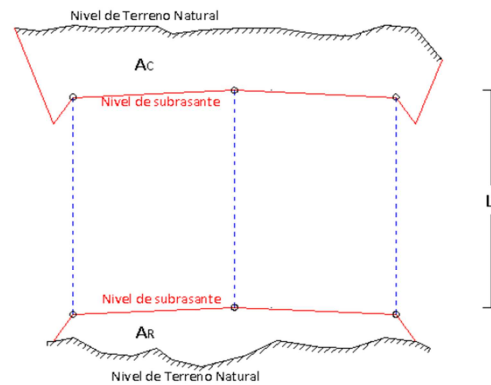 Nivel de Terreno Natural
AC
Nivel de subrasante
L
Nivel de subrasante
AR
Nivel de Terreno Natural